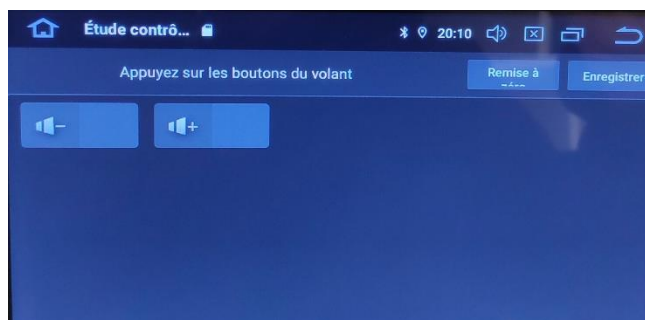 Étude contrô...
20:10
Appuyez sur les boutons du volant
Remise à
Enregistrer